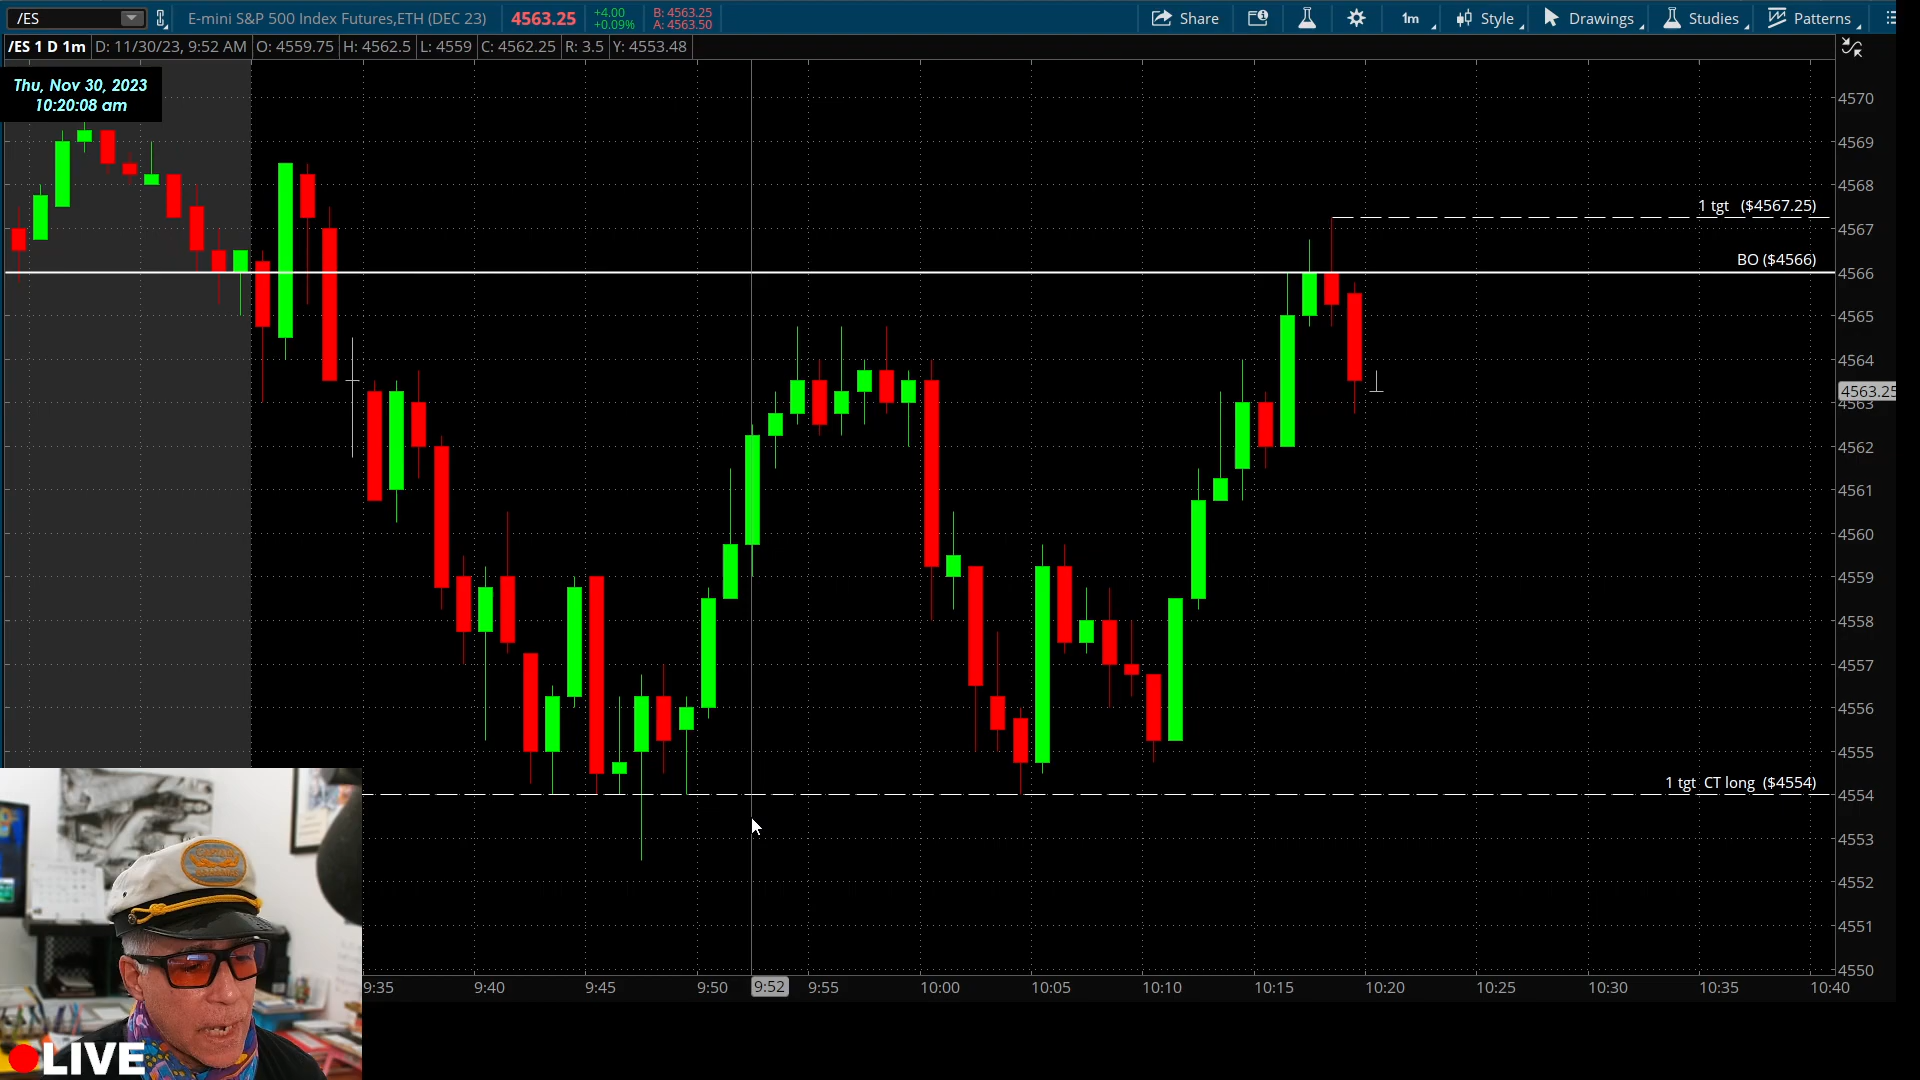 /ES
E-mini S&P 500 Index Futures,ETH (DEC 23)
4563.25
+4.00
+0.09%
B: 4563.25
A: 4563.50
Share
1m
Style
Drawings
Studies
Patterns
/ES 1 D 1m
D: 11/30/23, 9:52 AM
O: 4559.75
H: 4562.5
L: 4559
C: 4562.25
R: 3.5
Y: 4553.48
Thu, Nov 30, 2023
10:20:08 am
1 tgt ($4567.25)
BO ($4566)
1 tgt CT long ($4554)
4570
4569
4568
4567
4566
4565
4564
4563.25
4563
4562
4561
4560
4559
4558
4557
4556
4555
4554
4553
4552
4551
4550
9:35
9:40
9:45
9:50
9:52
9:55
10:00
10:05
10:10
10:15
10:20
10:25
10:30
10:35
10:40
LIVE